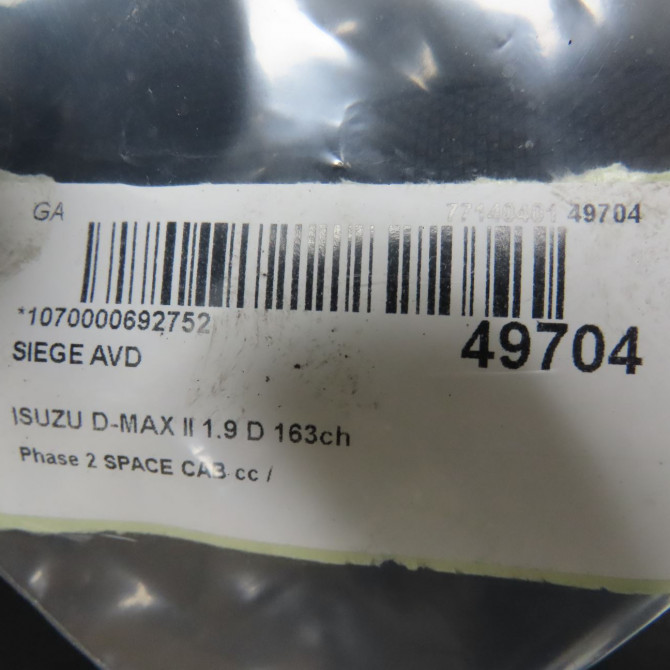 GA 77140401 49704
*1070000692752
49704
SIEGE AVD
ISUZU D-MAX II 1.9 D 163ch
Phase 2 SPACE CAB cc /